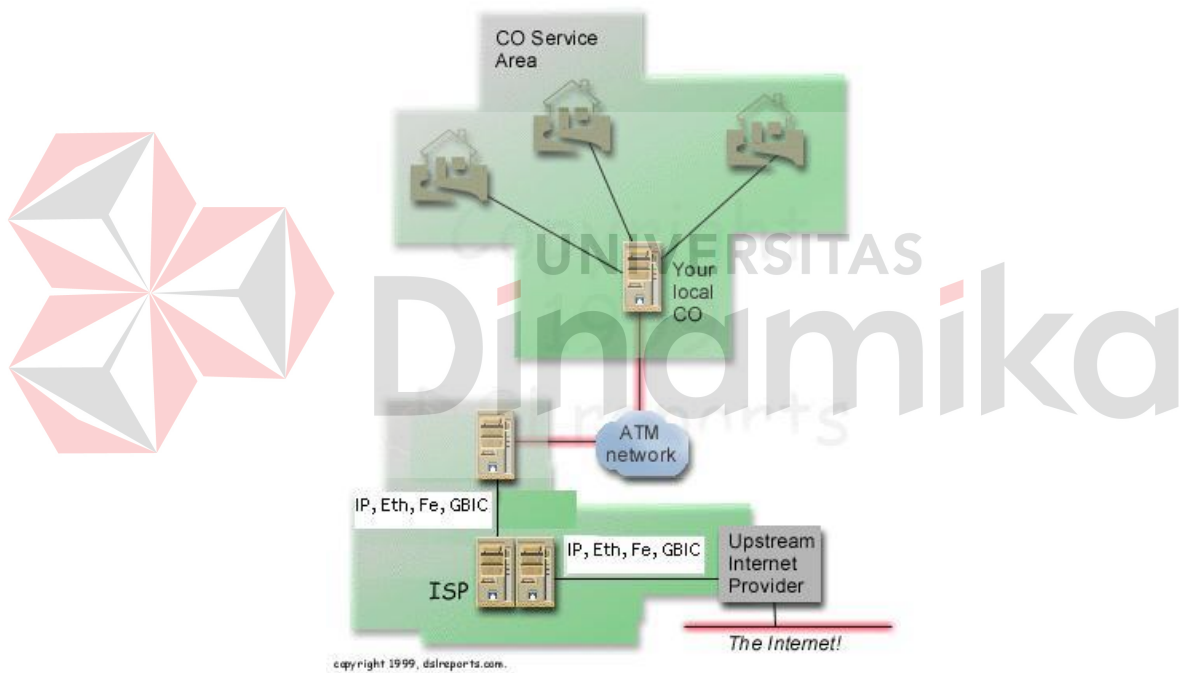 CO Service
Area
UNIVERSITAS
Dinamika
Your
local
CO
ATM
network
IP, Eth, Fe, GBIC
IP, Eth, Fe, GBIC
ISP
Upstream
Internet
Provider
The Internet!
copyright 1999, dslreports.com.